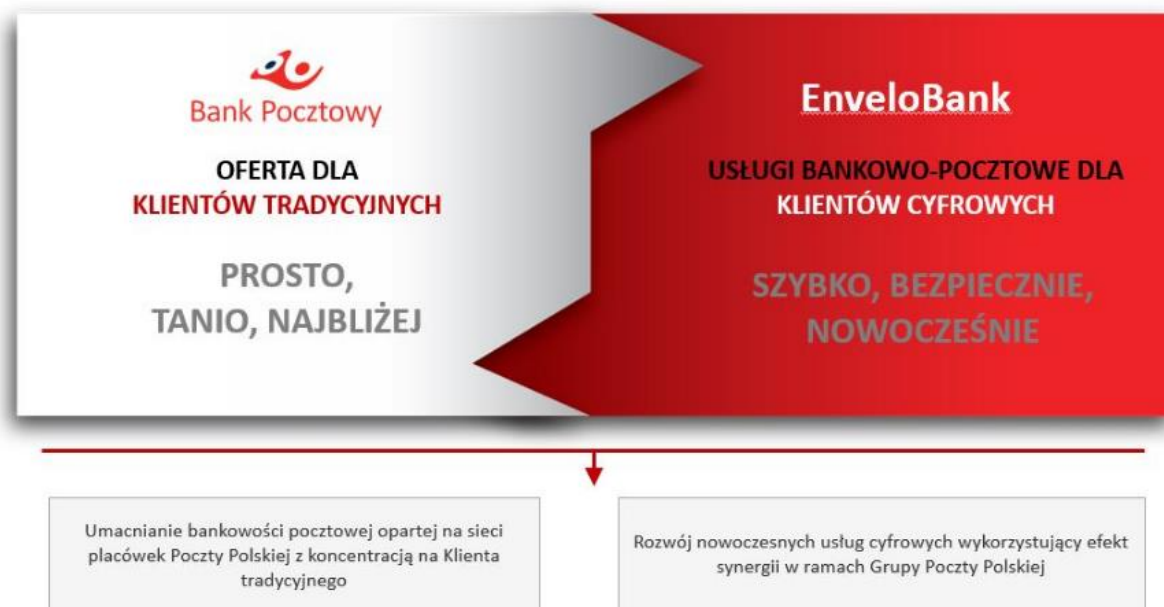 Bank Pocztowy
OFERTA DLA
KLIENTÓW TRADYCYJNYCH
PROSTO,
TANIO, NAJBLIŻEJ
EnveloBank
USŁUGI BANKOWO-POCZTOWE DLA
KLIENTÓW CYFROWYCH
SZYBKO, BEZPIECZNIE,
NOWOCZEŚNIE
Umacnianie bankowości pocztowej opartej na sieci
placówek Poczty Polskiej z koncentracją na Klienta
tradycyjnego
Rozwój nowoczesnych usług cyfrowych wykorzystujący efekt
synergii w ramach Grupy Poczty Polskiej